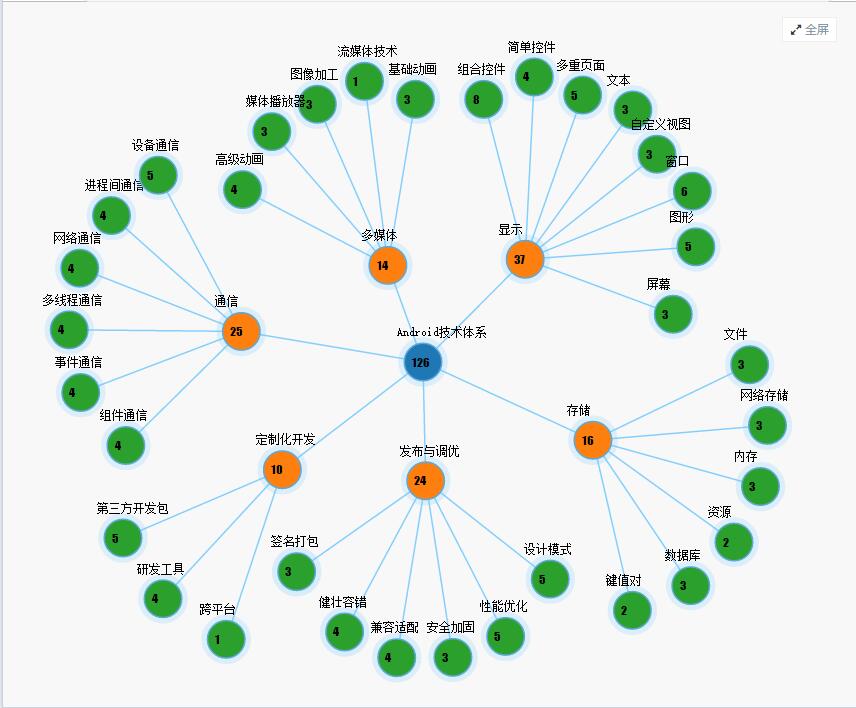 全屏
流媒体技术
1
图像加工
3
基础动画
3
媒体播放器
3
高级动画
4
多媒体
14
组合控件
8
简单控件
4
多重页面
5
文本
3
自定义视图
3
窗口
6
图形
5
屏幕
3
显示
37
设备通信
5
进程间通信
4
网络通信
4
多线程通信
4
事件通信
4
组件通信
4
通信
25
Android技术体系
126
文件
3
网络存储
3
内存
3
资源
2
数据库
3
键值对
2
存储
16
定制化开发
10
第三方开发包
5
研发工具
4
跨平台
1
发布与调优
24
签名打包
3
健壮容错
4
兼容适配
4
安全加固
3
性能优化
5
设计模式
5